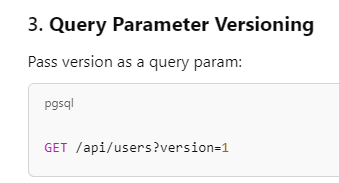 3. Query Parameter Versioning
Pass version as a query param:
pgsql
GET /api/users?version=1